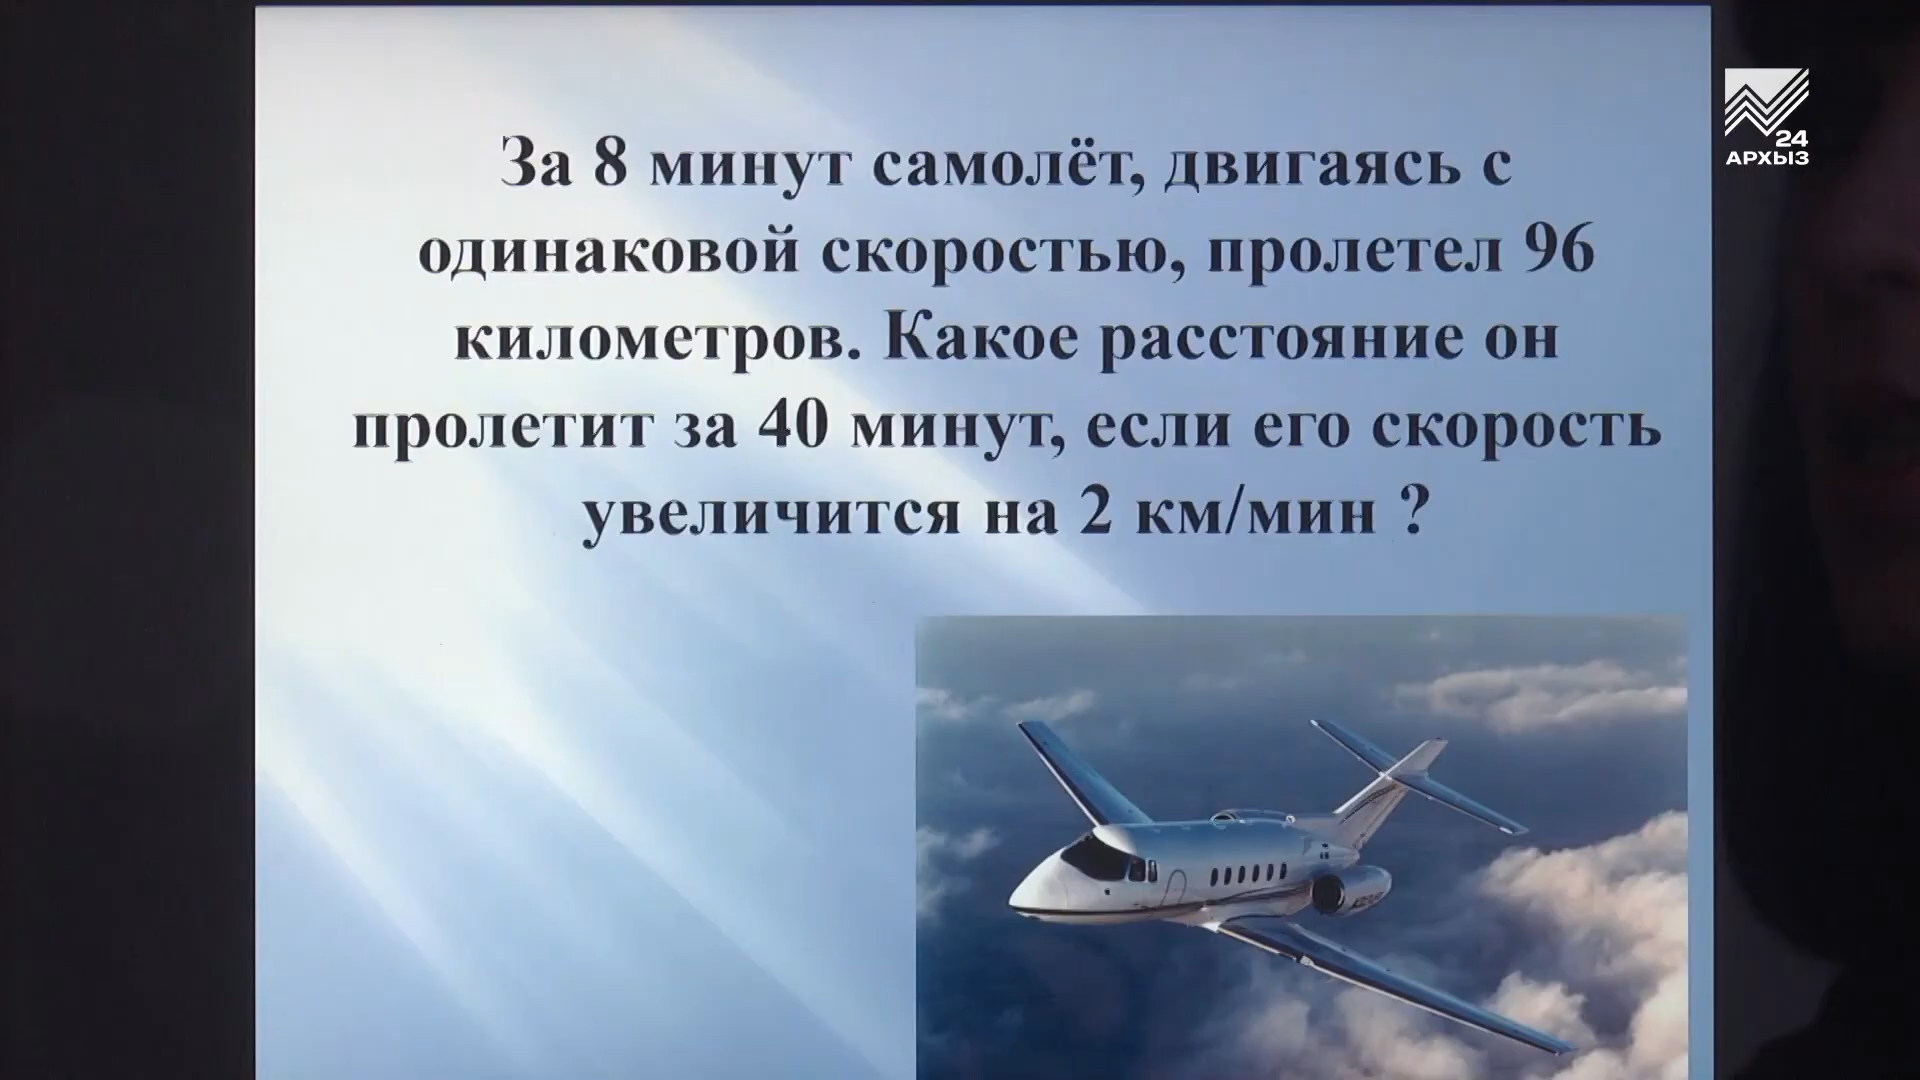 За 8 минут самолёт, двигаясь с
одинаковой скоростью, пролетел 96
километров. Какое расстояние он
пролетит за 40 минут, если его скорость
увеличится на 2 км/мин ?
24
АРХЫЗ